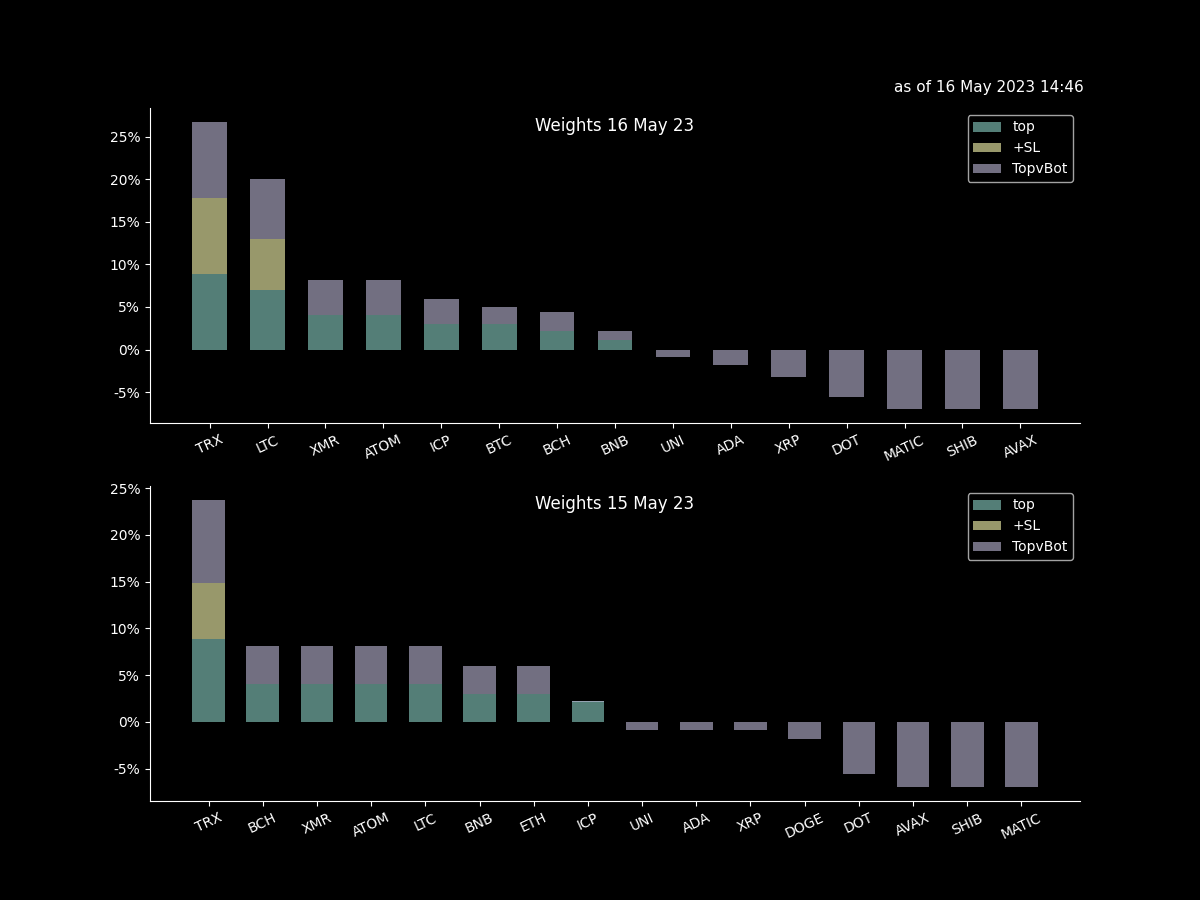 as of 16 May 2023 14:46
Weights 16 May 23
top
+SL
TopvBot
25%
20%
15%
10%
5%
0%
-5%
TRX LTC XMR ATOM ICP BTC BCH BNB UNI ADA XRP DOT MATIC SHIB AVAX
Weights 15 May 23
top
+SL
TopvBot
25%
20%
15%
10%
5%
0%
-5%
TRX BCH XMR ATOM LTC BNB ETH ICP UNI ADA XRP DOGE DOT AVAX SHIB MATIC